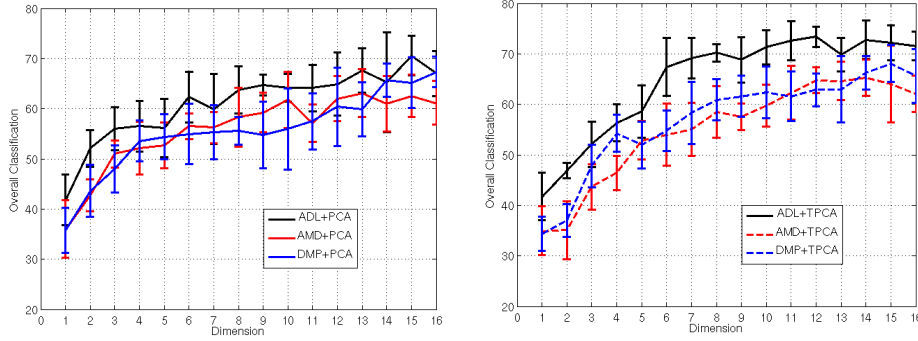 80
70
60
50
40
30
20
Overall Classification
ADL+PCA
AMD+PCA
DMP+PCA
0 1 2 3 4 5 6 7 8 9 10 11 12 13 14 15 16
Dimension
80
70
60
50
40
30
20
Overall Classification
ADL+TPCA
AMD+TPCA
DMP+TPCA
0 1 2 3 4 5 6 7 8 9 10 11 12 13 14 15 16
Dimension